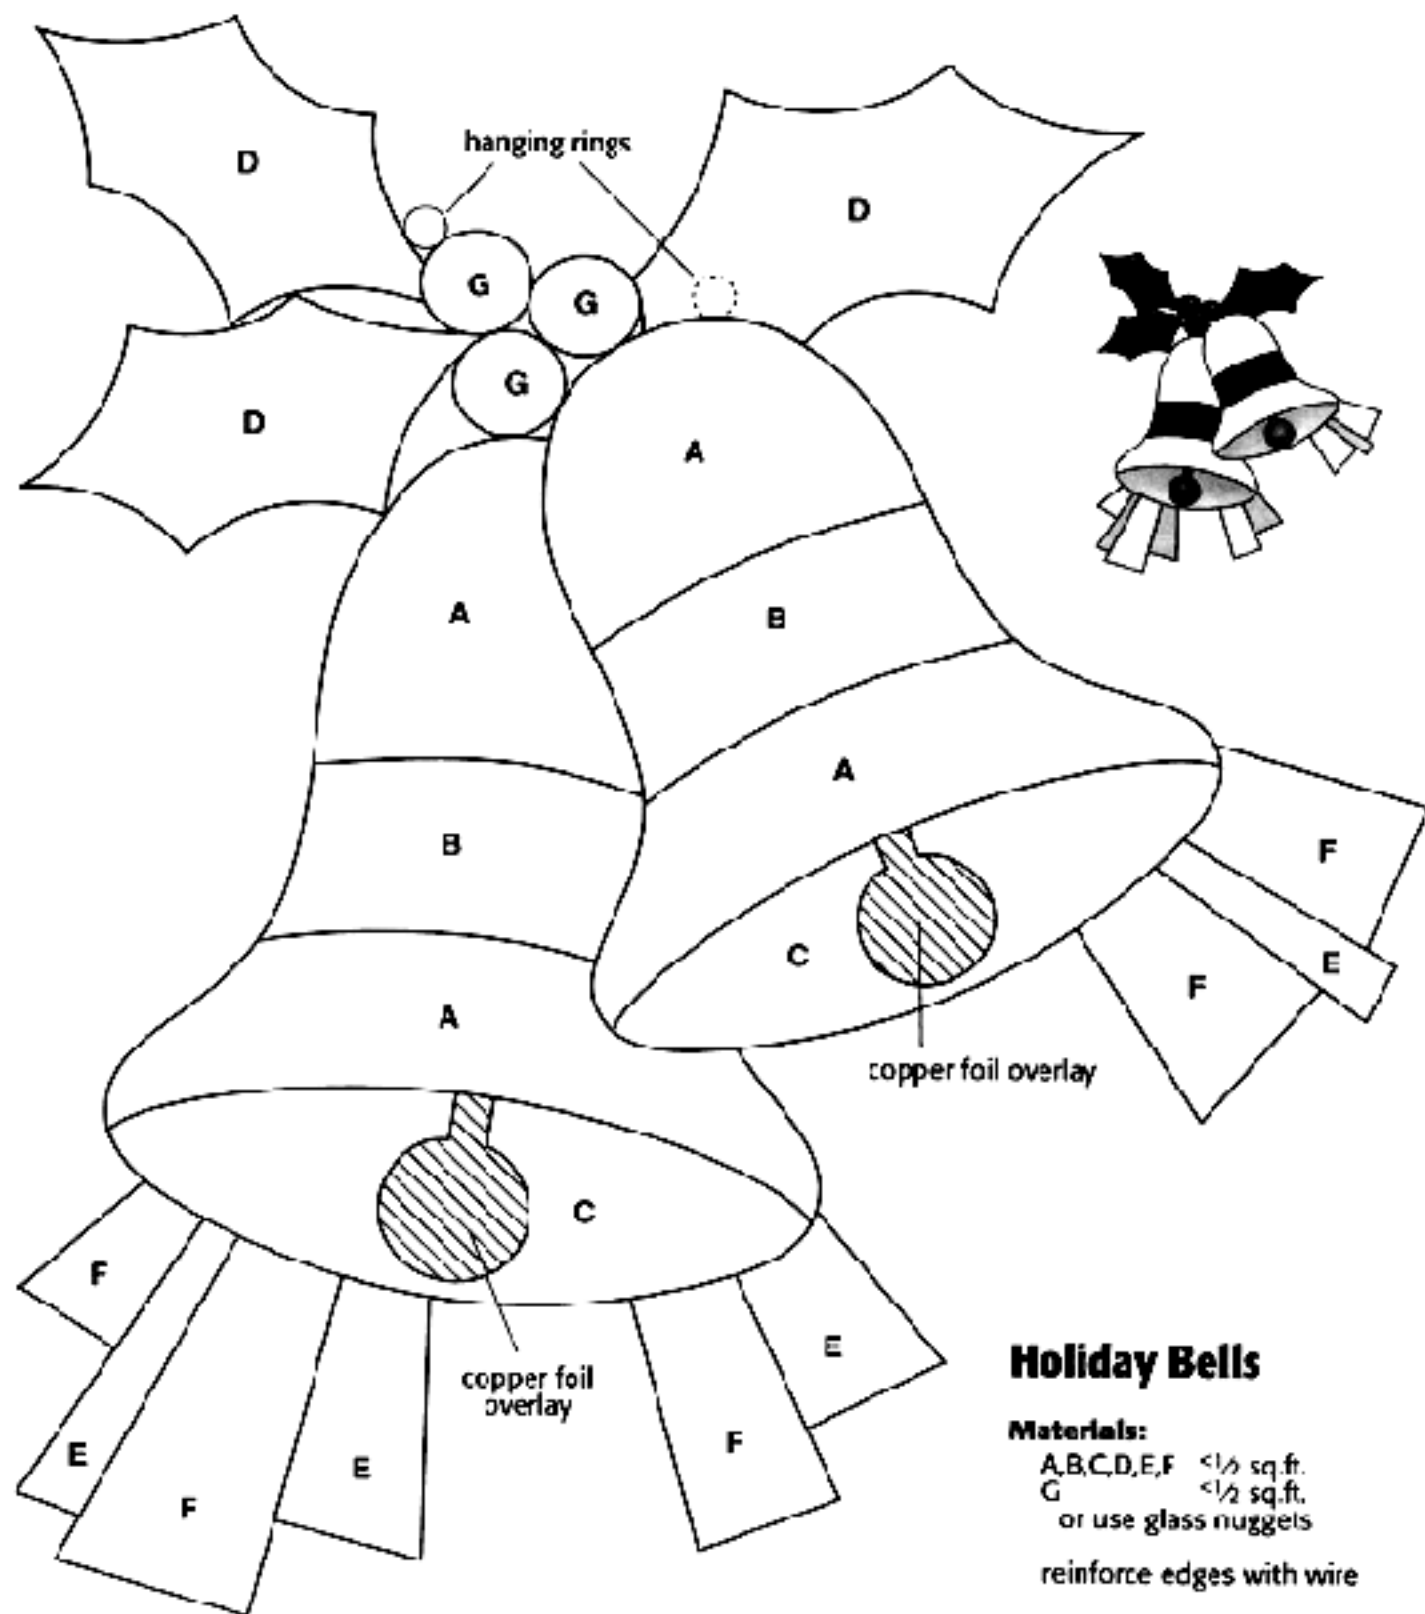 D
hanging rings
D
G
G
G
D
A
A
B
A
B
F
C
E
F
A
copper foil overlay
C
F
E
copper foil
overlay
F
E
F
E
Holiday Bells
Materials:
A,B,C,D,E,F <½ sq.ft.
G <½ sq.ft.
or use glass nuggets
reinforce edges with wire